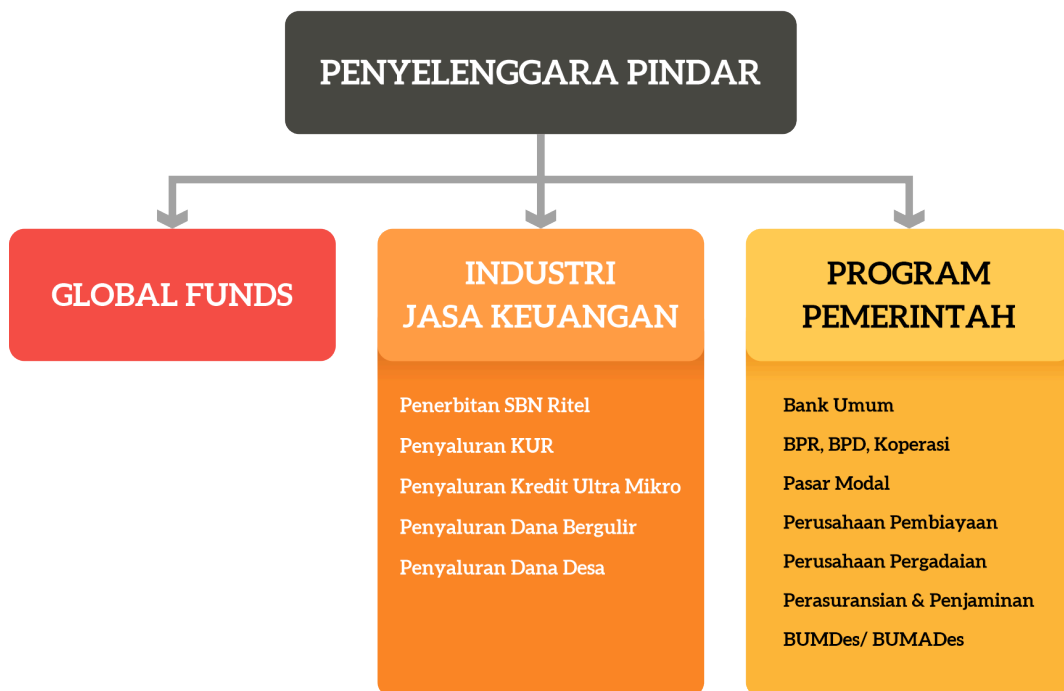 PENYELENGGARA PINDAR
GLOBAL FUNDS
INDUSTRI
JASA KEUANGAN
Penerbitan SBN Ritel
Penyaluran KUR
Penyaluran Kredit Ultra Mikro
Penyaluran Dana Bergulir
Penyaluran Dana Desa
PROGRAM
PEMERINTAH
Bank Umum
BPR, BPD, Koperasi
Pasar Modal
Perusahaan Pembiayaan
Perusahaan Pergadaian
Perasuransian & Penjaminan
BUMDes/ BUMADes